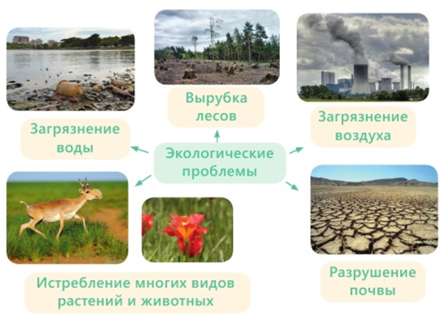 Вырубка
лесов
Загрязнение
воды
Загрязнение
воздуха
Экологические
проблемы
Истребление многих видов
растений и животных
Разрушение
почвы